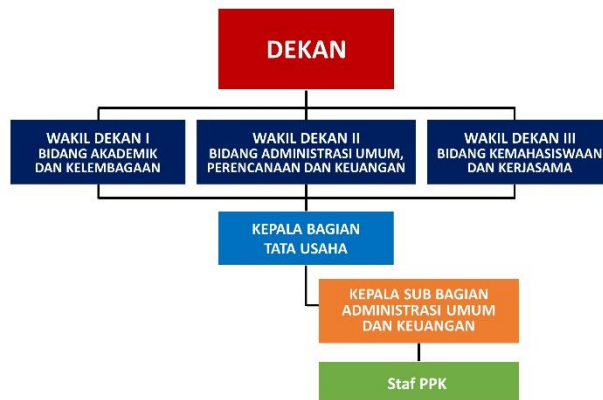 DEKAN
WAKIL DEKAN I
BIDANG AKADEMIK
DAN KELEMBAGAAN
WAKIL DEKAN II
BIDANG ADMINISTRASI UMUM,
PERENCANAAN DAN KEUANGAN
WAKIL DEKAN III
BIDANG KEMAHASISWAAN
DAN KERJASAMA
KEPALA BAGIAN
TATA USAHA
KEPALA SUB BAGIAN
ADMINISTRASI UMUM
DAN KEUANGAN
Staf PPK